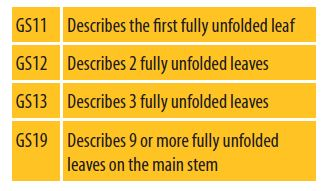 GS11 Describes the first fully unfolded leaf
GS12 Describes 2 fully unfolded leaves
GS13 Describes 3 fully unfolded leaves
GS19 Describes 9 or more fully unfolded
leaves on the main stem